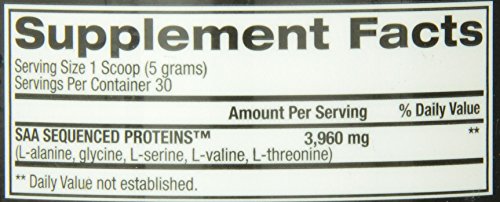 Supplement Facts
Serving Size 1 Scoop (5 grams)
Servings Per Container 30
Amount Per Serving % Daily Value
SAA SEQUENCED PROTEINS™ 3,960 mg **
(L-alanine, glycine, L-serine, L-valine, L-threonine)
** Daily Value not established.